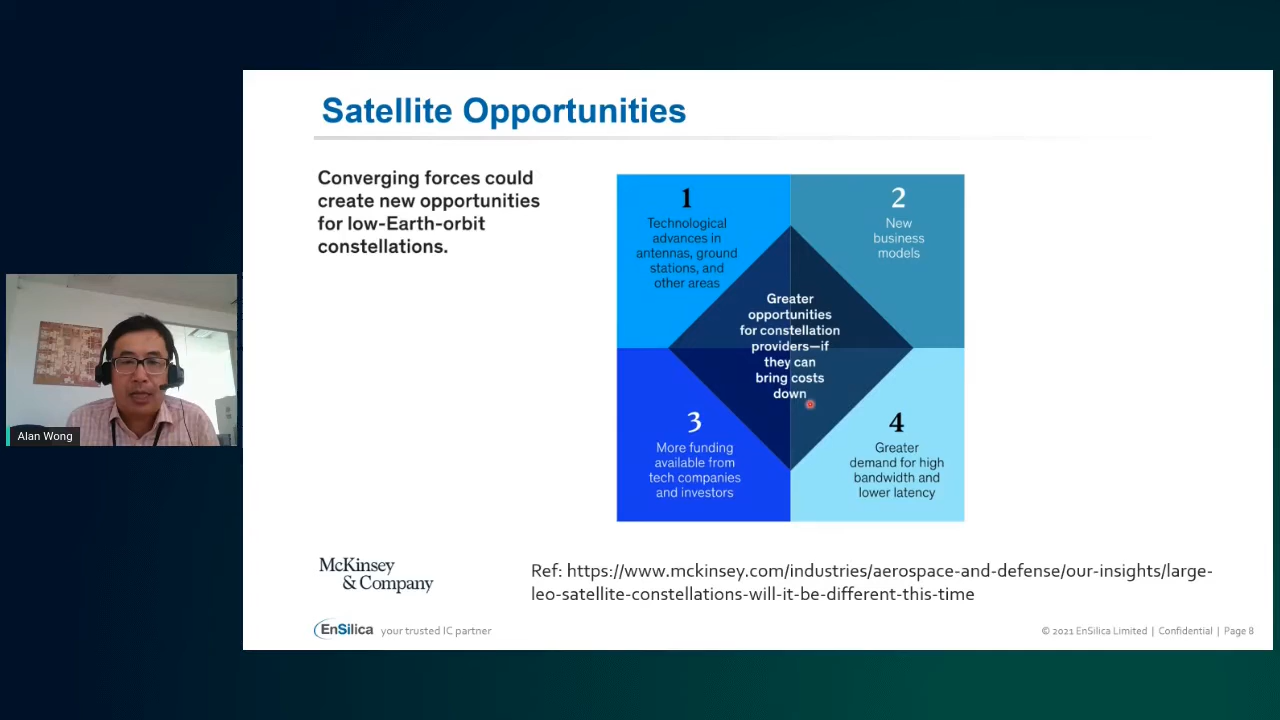 Satellite Opportunities
Converging forces could
create new opportunities
for low-Earth-orbit
constellations.
1
Technological
advances in
antennas, ground
stations, and
other areas
2
New
business
models
Greater
opportunities
for constellation
providers—if
they can
bring costs
down
3
More funding
available from
tech companies
and investors
4
Greater
demand for high
bandwidth and
lower latency
Alan Wong
McKinsey
& Company
Ref: https://www.mckinsey.com/industries/aerospace-and-defense/our-insights/large-
leo-satellite-constellations-will-it-be-different-this-time
EnSilica your trusted IC partner
© 2021 EnSilica Limited | Confidential | Page 8